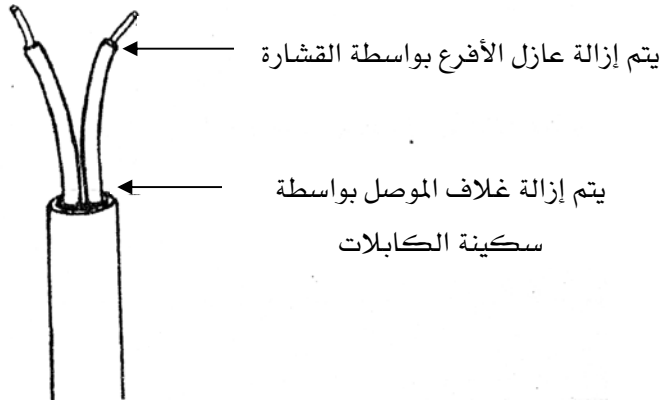 يتم إزالة عازل الأفرع بواسطة القشارة
يتم إزالة غلاف الموصل بواسطة
سكينة الكابلات